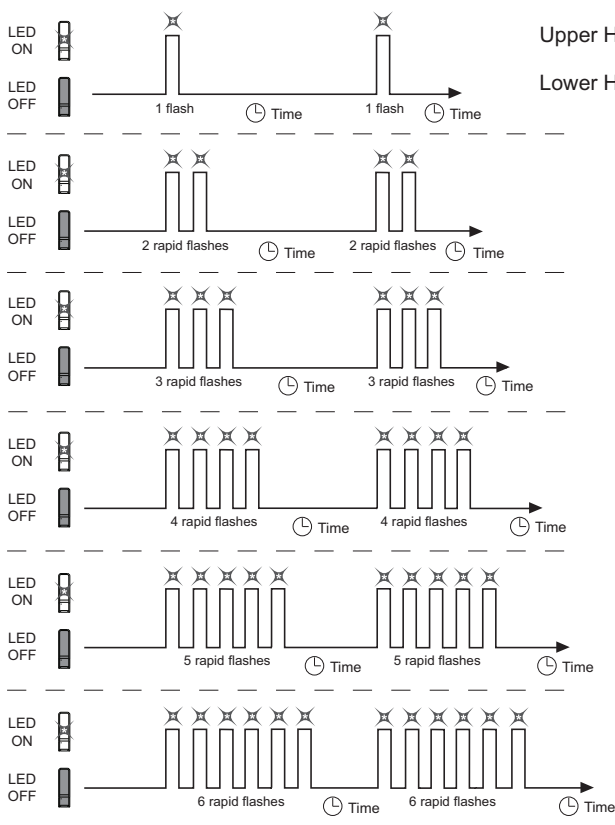 LED
ON
Upper H
LED
OFF
Lower H
1 flash
Time
1 flash
Time
LED
ON
LED
OFF
2 rapid flashes
Time
2 rapid flashes
Time
LED
ON
LED
OFF
3 rapid flashes
Time
3 rapid flashes
Time
LED
ON
LED
OFF
4 rapid flashes
Time
4 rapid flashes
Time
LED
ON
LED
OFF
5 rapid flashes
Time
5 rapid flashes
Time
LED
ON
LED
OFF
6 rapid flashes
Time
6 rapid flashes
Time